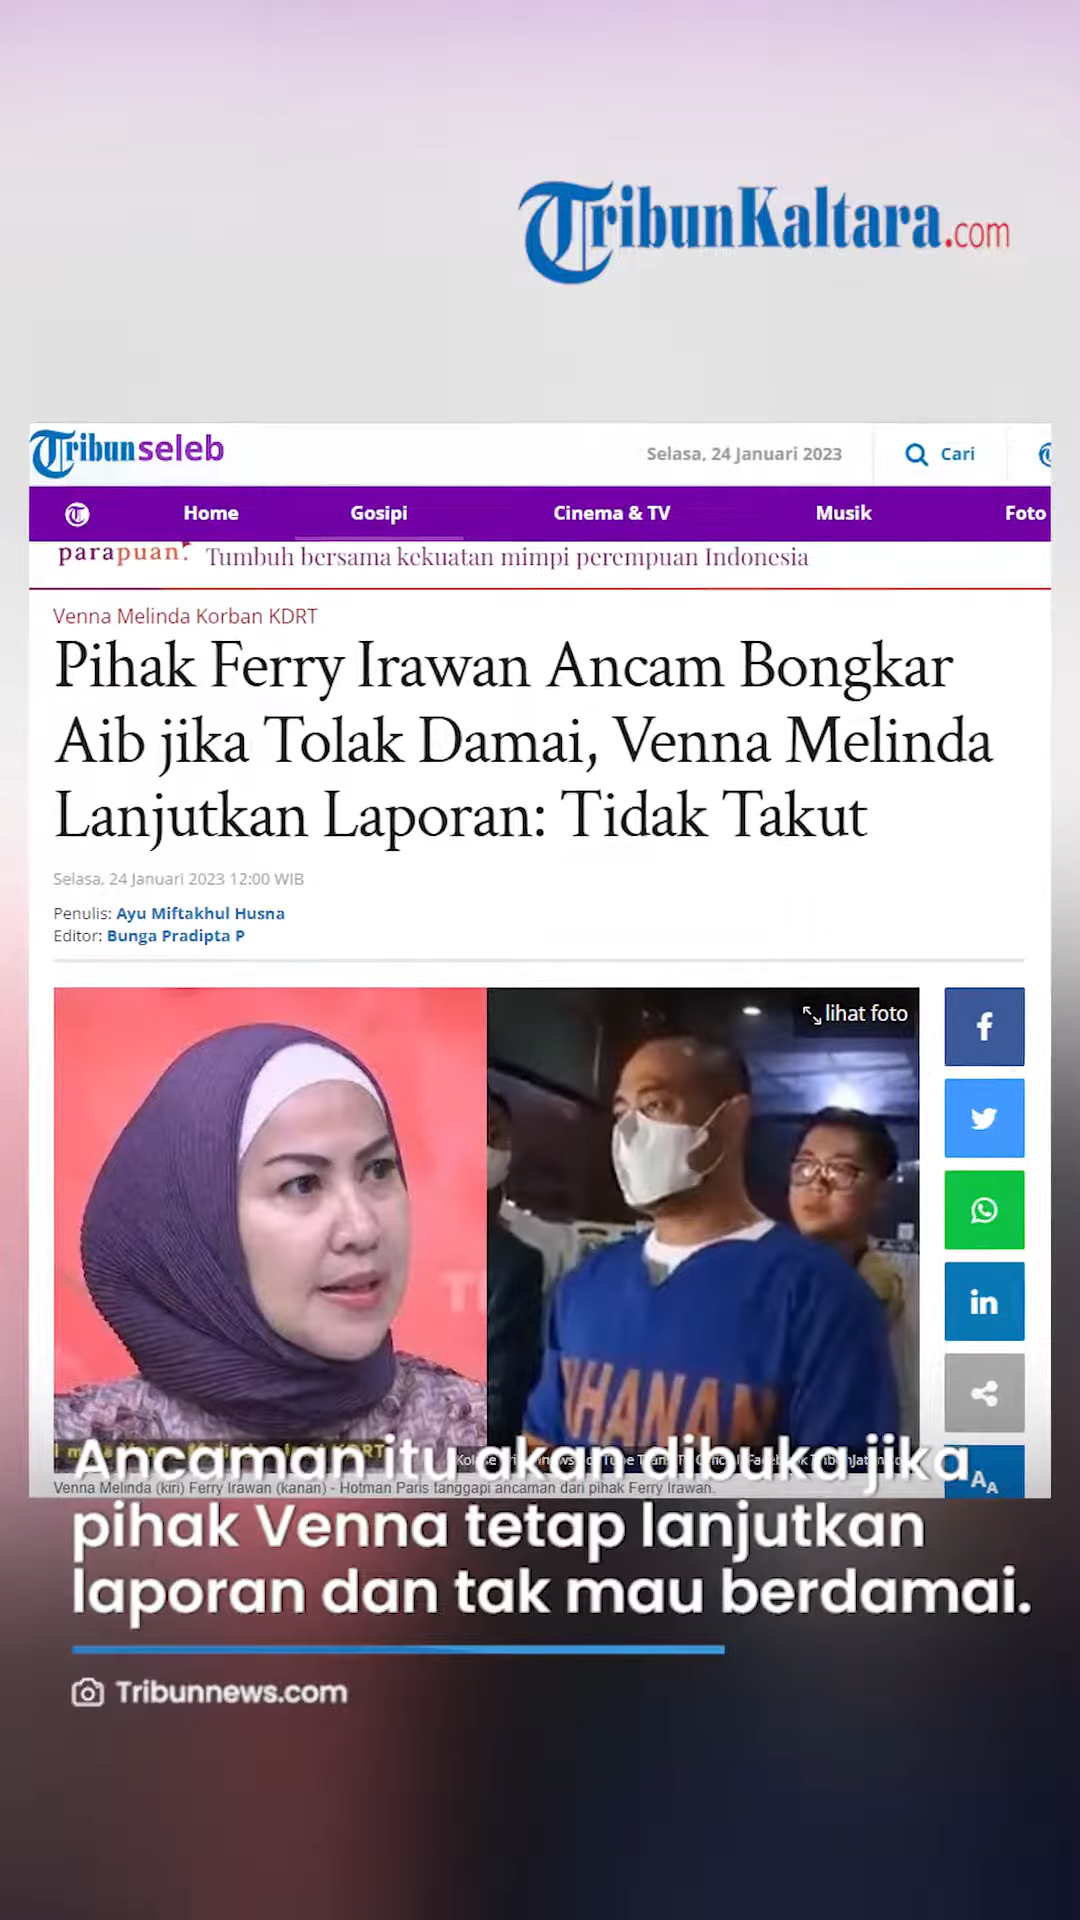 TribunKaltara.com
Tribunseleb
Selasa, 24 Januari 2023
Cari
Home
Gosipi
Cinema & TV
Musik
Foto
parapuan.
Tumbuh bersama kekuatan mimpi perempuan Indonesia
Venna Melinda Korban KDRT
Pihak Ferry Irawan Ancam Bongkar
Aib jika Tolak Damai, Venna Melinda
Lanjutkan Laporan: Tidak Takut
Selasa, 24 Januari 2023 12:00 WIB
Penulis: Ayu Miftakhul Husna
Editor: Bunga Pradipta P
lihat foto
AHANAN
Ancaman itu akan dibuka jika
Venna Melinda (kiri) Ferry Irawan (kanan) - Hotman Paris tanggapi ancaman dari pihak Ferry Irawan.
pihak Venna tetap lanjutkan
laporan dan tak mau berdamai.
Tribunnews.com